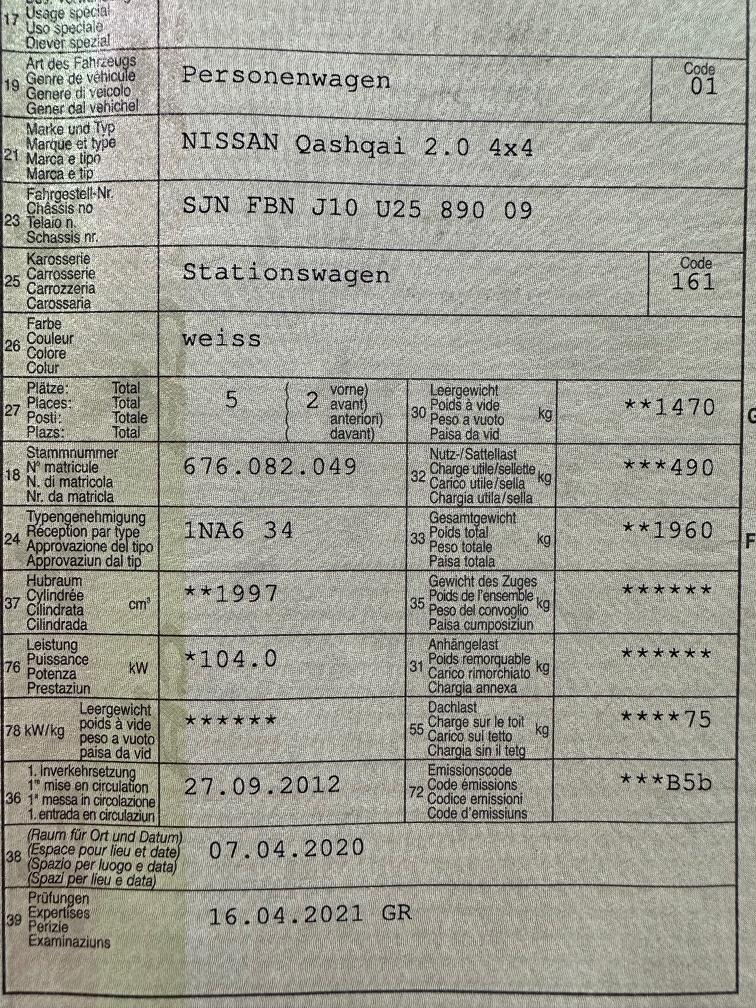 17 Usage spécial
Uso speciale
Diever spezial
19 Art des Fahrzeugs
Genre de véhicule
Genere di veicolo
Gener dal vehichel
Personenwagen
Code
01
21 Marke und Typ
Marque et type
Marca e tipo
Marca e tip
NISSAN Qashqai 2.0 4x4
23 Fahrgestell-Nr.
Châssis no
Telaio n.
Schassis nr.
SJN FBN J10 U25 890 09
25 Karosserie
Carrosserie
Carrozzeria
Carossaria
Stationswagen
Code
161
26 Farbe
Couleur
Colore
Colur
weiss
27 Plätze: Total
Places: Total
Posti: Totale
Plazs: Total
5 ( 2 vorne)
( avant)
( anteriori)
( davant)
30 Leergewicht
Poids à vide
Peso a vuoto
Paisa da vid
kg
**1470
G
18 Stammnummer
N° matricule
N. di matricola
Nr. da matricla
676.082.049
32 Nutz-/Sattellast
Charge utile/sellette
Carico utile/sella
Chargia utila/sella
kg
***490
24 Typengenehmigung
Réception par type
Approvazione del tipo
Approvaziun dal tip
1NA6 34
33 Gesamtgewicht
Poids total
Peso totale
Paisa totala
kg
**1960
F
37 Hubraum
Cylindrée
Cilindrata
Cilindrada
cm³
**1997
35 Gewicht des Zuges
Poids de l'ensemble
Peso del convoglio
Paisa cumposiziun
kg
******
76 Leistung
Puissance
Potenza
Prestaziun
kW
*104.0
31 Anhängelast
Poids remorquable
Carico rimorchiato
Chargia annexa
kg
******
78 kW/kg
Leergewicht
poids à vide
peso a vuoto
paisa da vid
******
55 Dachlast
Charge sur le toit
Carico sul tetto
Chargia sin il tetg
kg
****75
36 1. Inverkehrsetzung
1re mise en circulation
1a messa in circolazione
1. entrada en circulaziun
27.09.2012
72 Emissionscode
Code émissions
Codice emissioni
Code d'emissiuns
***B5b
38 (Raum für Ort und Datum)
(Espace pour lieu et date)
(Spazio per luogo e data)
(Spazi per lieu e data)
07.04.2020
39 Prüfungen
Expertises
Perizie
Examinaziuns
16.04.2021 GR